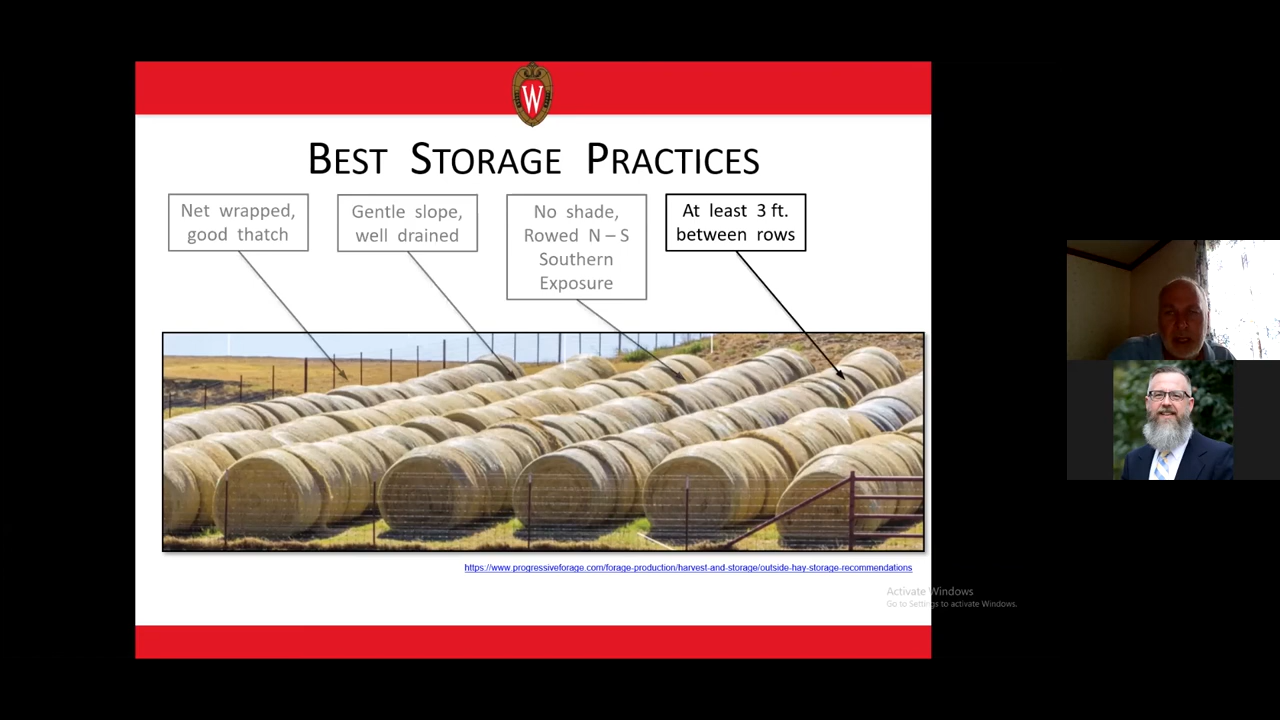 W
BEST STORAGE PRACTICES
Net wrapped,
good thatch
Gentle slope,
well drained
No shade,
Rowed N – S
Southern
Exposure
At least 3 ft.
between rows
https://www.progressiveforage.com/forage-production/harvest-and-storage/outside-hay-storage-recommendations
Activate Windows
Go to Settings to activate Windows.